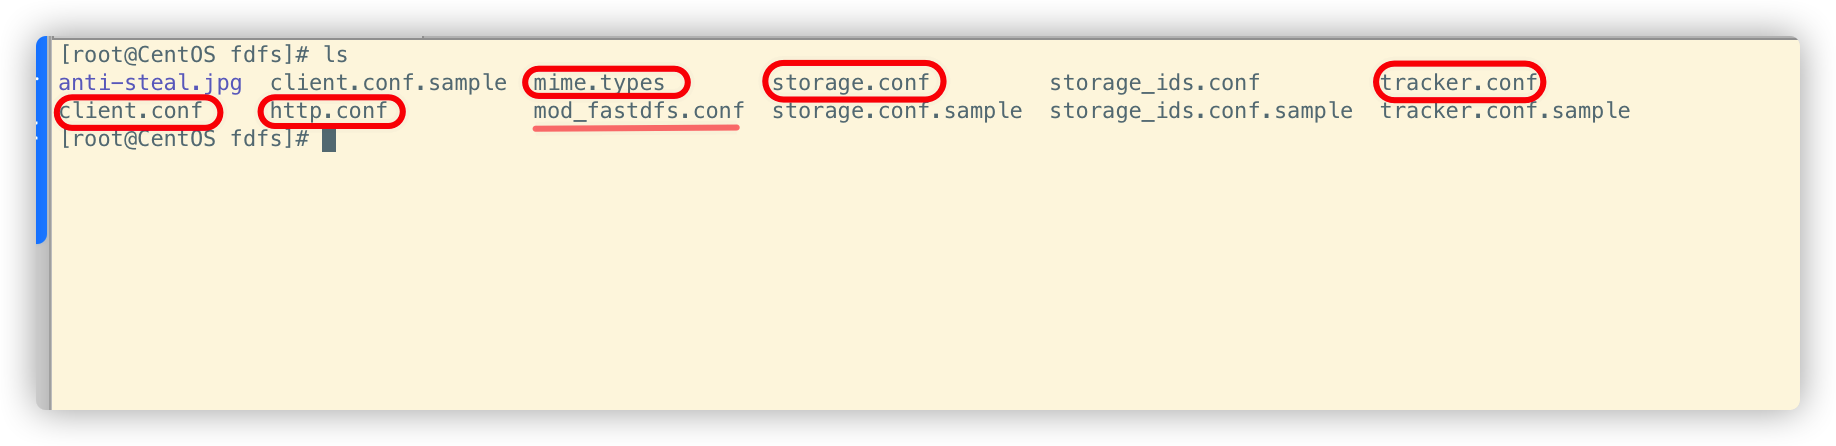 [root@CentOS fdfs]# ls
anti-steal.jpg client.conf.sample mime.types storage.conf storage_ids.conf tracker.conf
client.conf http.conf mod_fastdfs.conf storage.conf.sample storage_ids.conf.sample tracker.conf.sample
[root@CentOS fdfs]#